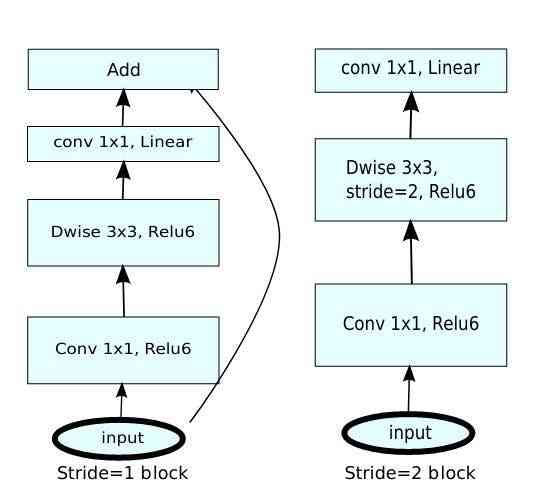 Add
conv 1x1, Linear
Dwise 3x3, Relu6
Conv 1x1, Relu6
input
Stride=1 block
conv 1x1, Linear
Dwise 3x3,
stride=2, Relu6
Conv 1x1, Relu6
input
Stride=2 block